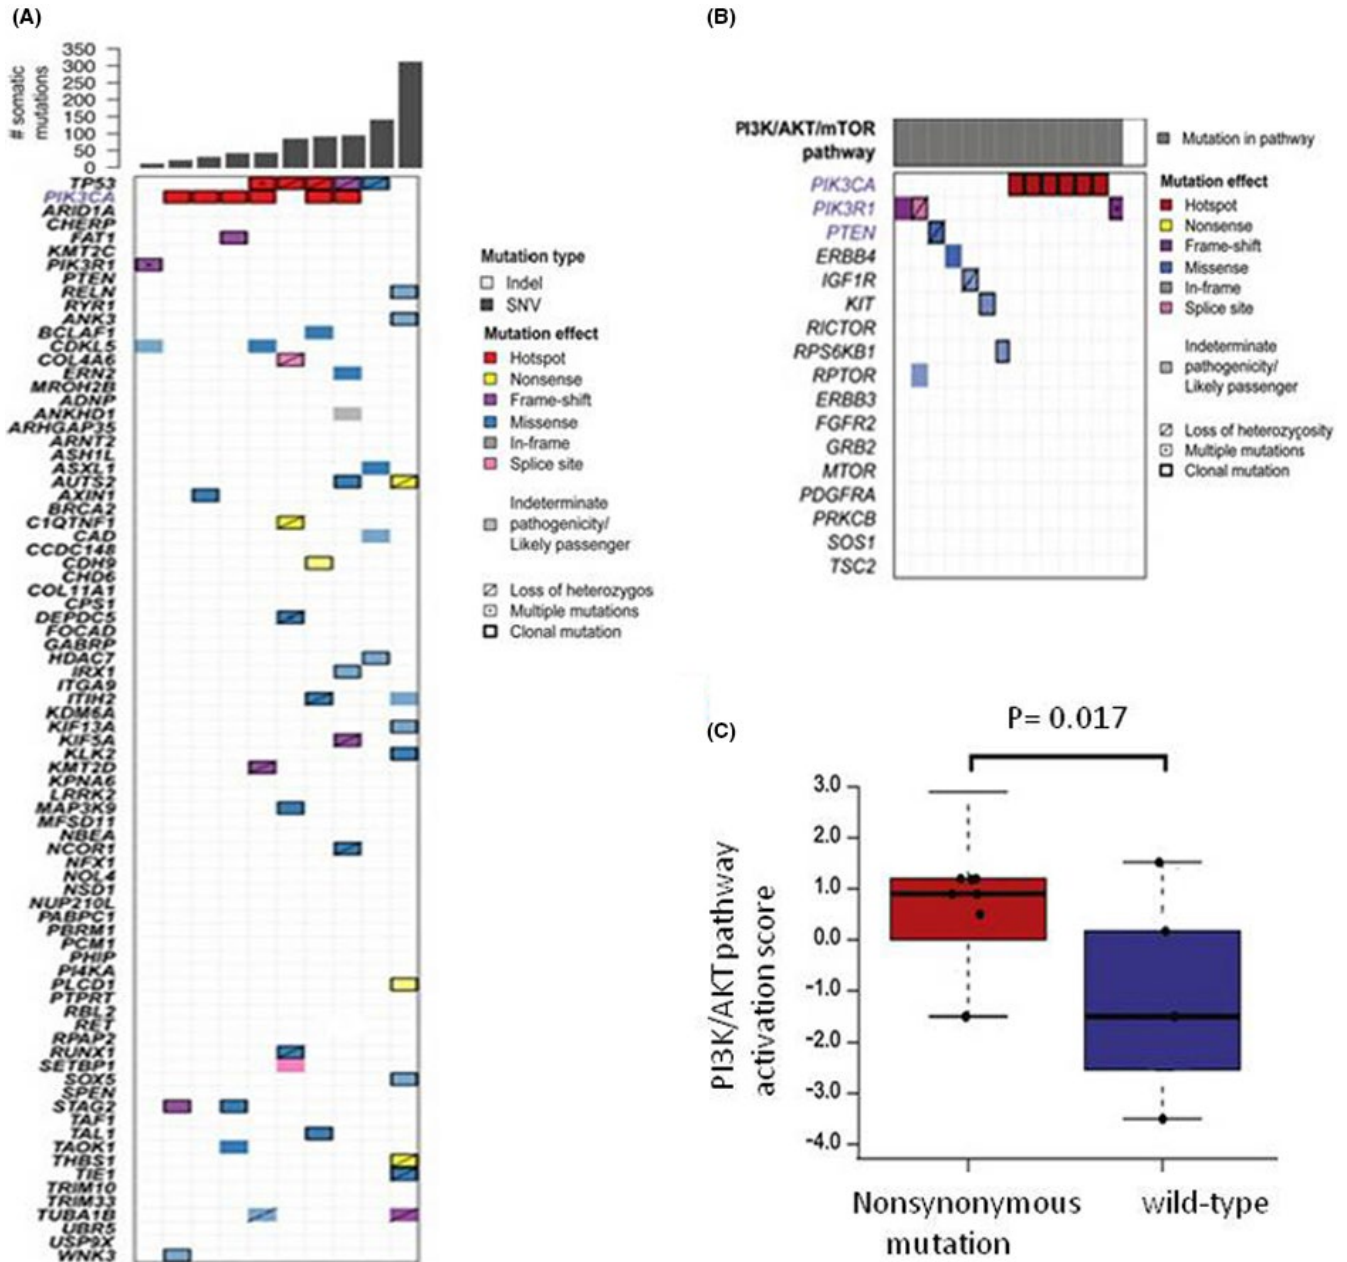 (A)
# somatic
mutations
350
300
250
200
150
100
50
0
TP53
PIK3CA
ARID1A
CHERP
FAT1
KMT2C
PIK3R1
PTEN
RELN
RYR1
ANK3
BCLAF1
CDKL5
COL4A6
ERN2
MROH2B
ADNP
ANKHD1
ARHGAP35
ARNT2
ASH1L
ASXL1
AUTS2
AXIN1
BRCA2
C1QTNF1
CAD
CCDC148
CDH9
CHD6
COL11A1
CPS1
DEPDC5
FOCAD
GABRP
HDAC7
IRX1
ITGA9
ITIH2
KDM6A
KIF13A
KIF5A
KLK2
KMT2D
KPNA6
LRRK2
MAP3K9
MFSD11
NBEA
NCOR1
NFX1
NOL4
NSD1
NUP210L
PABPC1
PBRM1
PCM1
PHIP
PI4KA
PLCD1
PTPRT
RBL2
RET
RPAP2
RUNX1
SETBP1
SOX5
SPEN
STAG2
TAF1
TAL1
TAOK1
THBS1
TIE1
TRIM10
TRIM33
TUBA1B
UBR5
USP9X
WNK3
Mutation type
Indel
SNV
Mutation effect
Hotspot
Nonsense
Frame-shift
Missense
In-frame
Splice site
Indeterminate
pathogenicity/
Likely passenger
Loss of heterozygos
Multiple mutations
Clonal mutation
(B)
PI3K/AKT/mTOR
pathway
Mutation in pathway
PIK3CA
PIK3R1
PTEN
ERBB4
IGF1R
KIT
RICTOR
RPS6KB1
RPTOR
ERBB3
FGFR2
GRB2
MTOR
PDGFRA
PRKCB
SOS1
TSC2
Mutation effect
Hotspot
Nonsense
Frame-shift
Missense
In-frame
Splice site
Indeterminate
pathogenicity/
Likely passenger
Loss of heterozygosity
Multiple mutations
Clonal mutation
(C)
P= 0.017
PI3K/AKT pathway
activation score
3.0
2.0
1.0
0.0
-1.0
-2.0
-3.0
-4.0
Nonsynonymous
mutation
wild-type